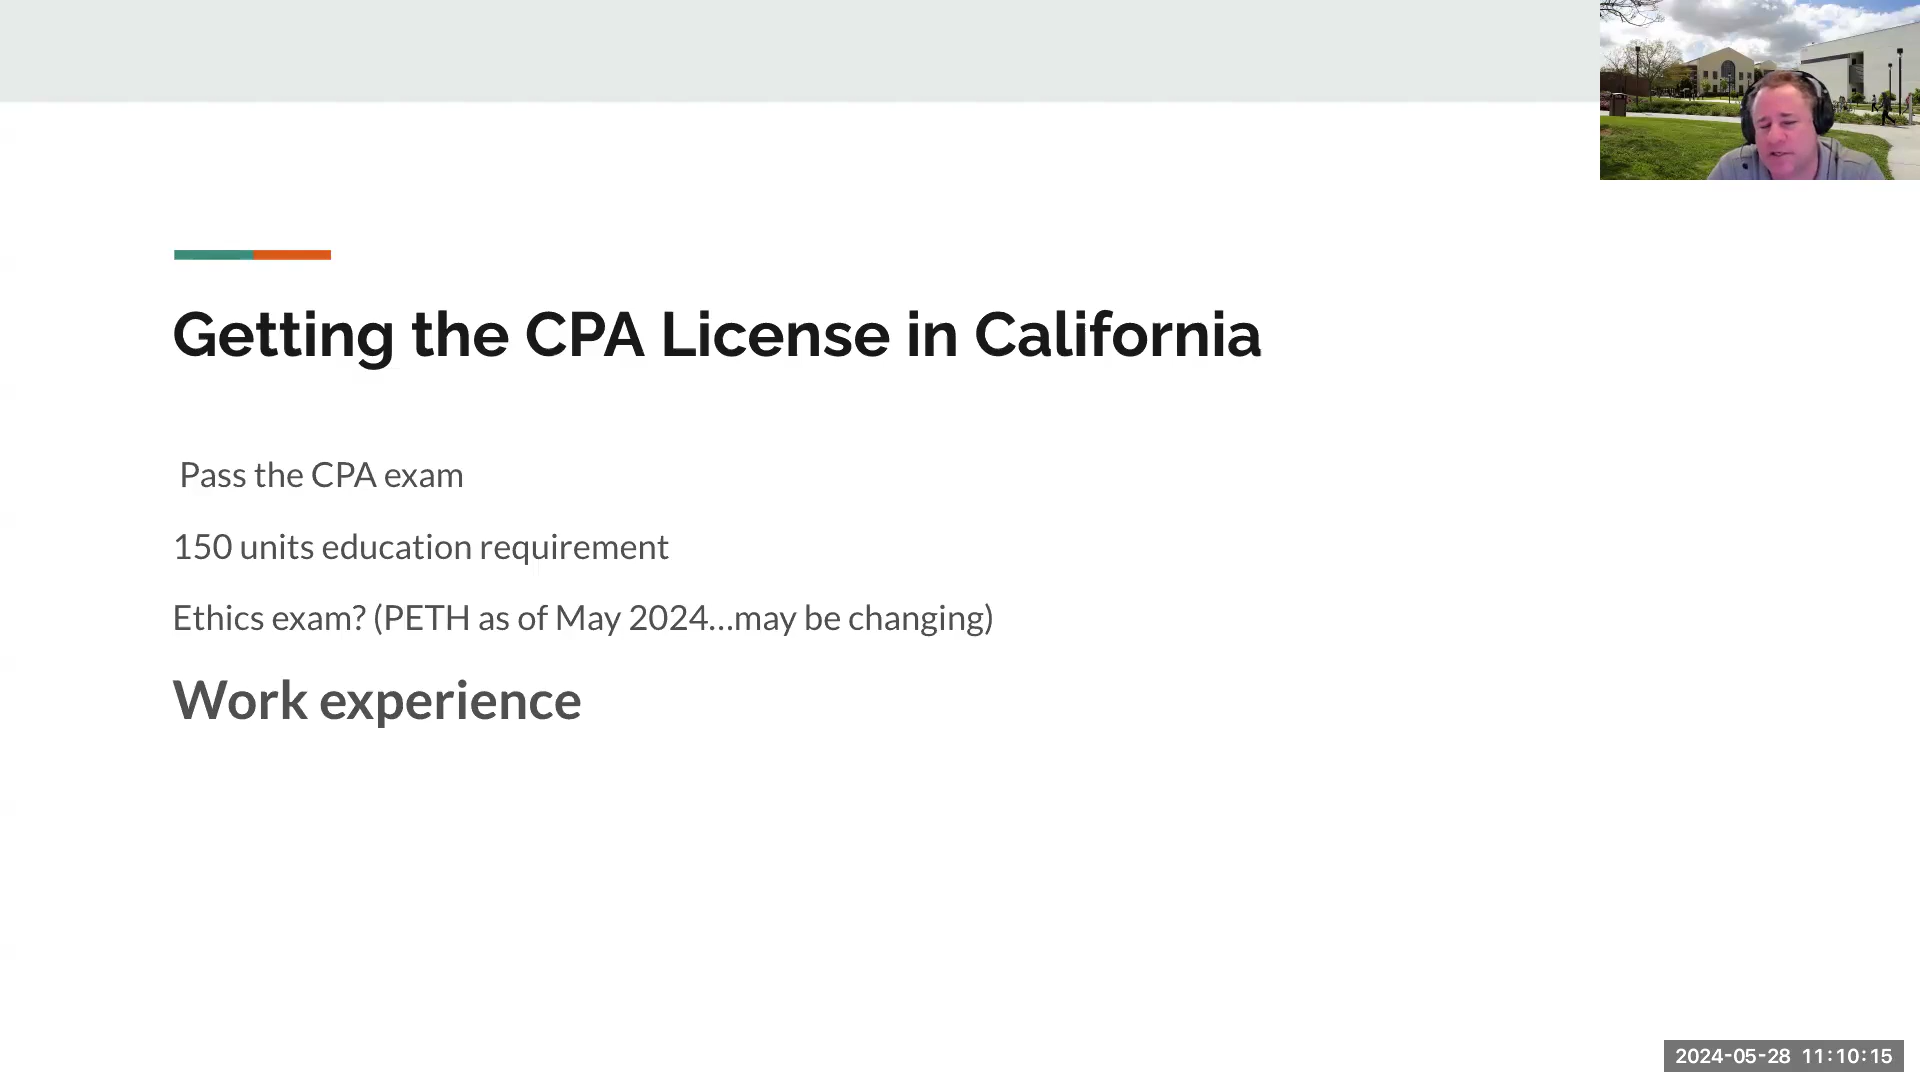 Getting the CPA License in California
Pass the CPA exam
150 units education requirement
Ethics exam? (PETH as of May 2024...may be changing)
Work experience
2024-05-28 11:10:15